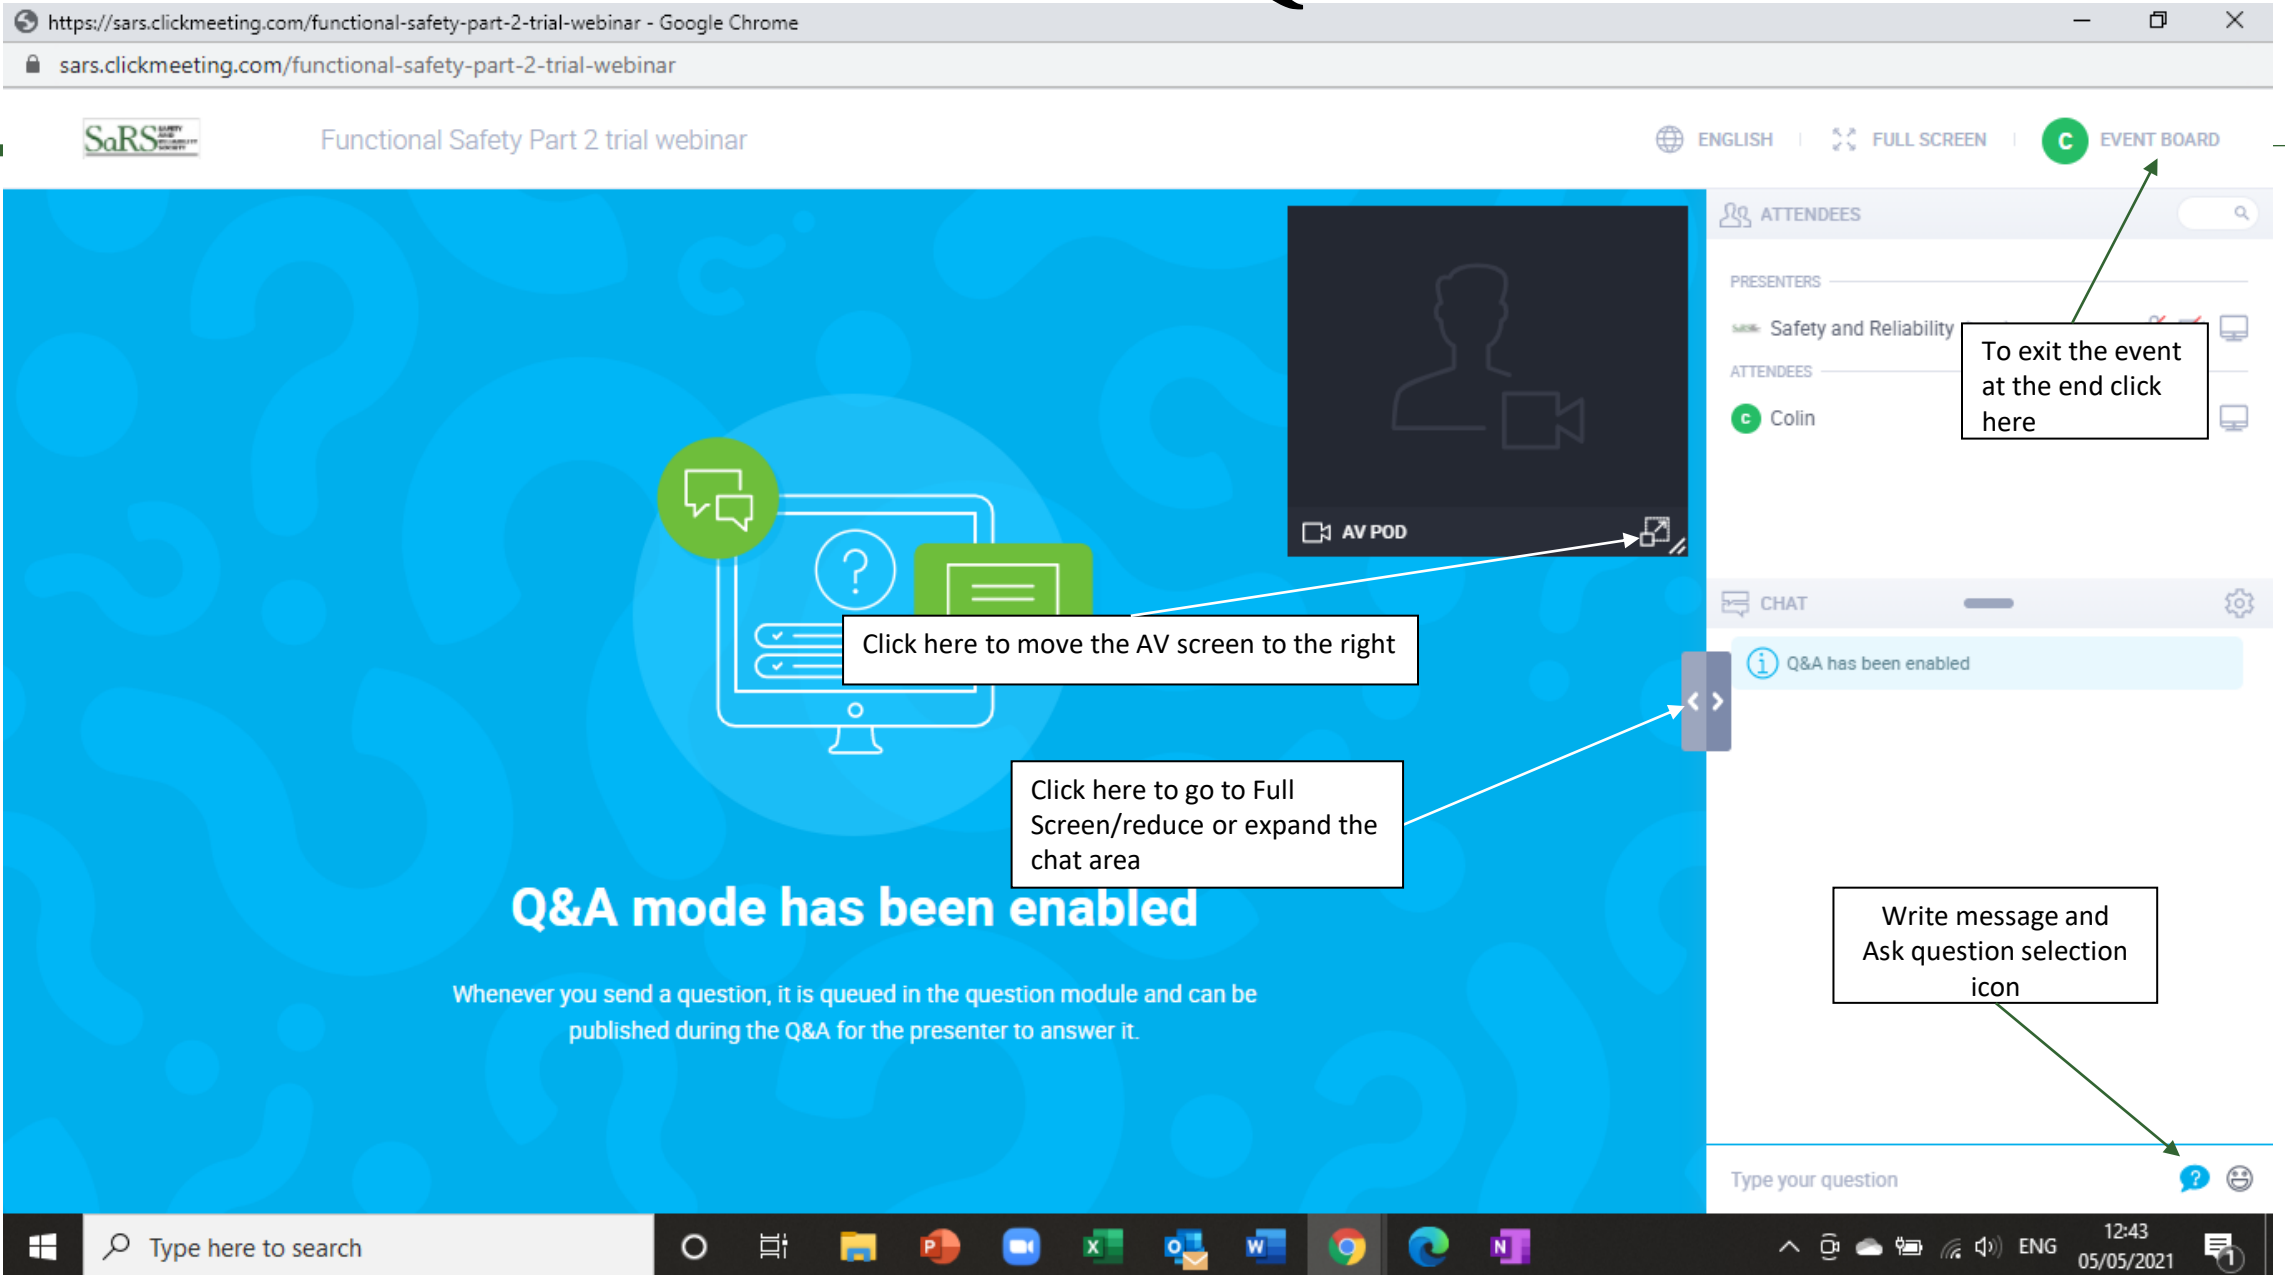 https://sars.clickmeeting.com/functional-safety-part-2-trial-webinar - Google Chrome
sars.clickmeeting.com/functional-safety-part-2-trial-webinar
SaRS SAFETY AND RELIABILITY SOCIETY
Functional Safety Part 2 trial webinar
ENGLISH
FULL SCREEN
C
EVENT BOARD
ATTENDEES
PRESENTERS
SaRS Safety and Reliability
ATTENDEES
C Colin
To exit the event
at the end click
here
AV POD
Click here to move the AV screen to the right
CHAT
Q&A has been enabled
Click here to go to Full
Screen/reduce or expand the
chat area
Q&A mode has been enabled
Whenever you send a question, it is queued in the question module and can be
published during the Q&A for the presenter to answer it.
Write message and
Ask question selection
icon
Type your question
Type here to search
ENG
12:43
05/05/2021
1